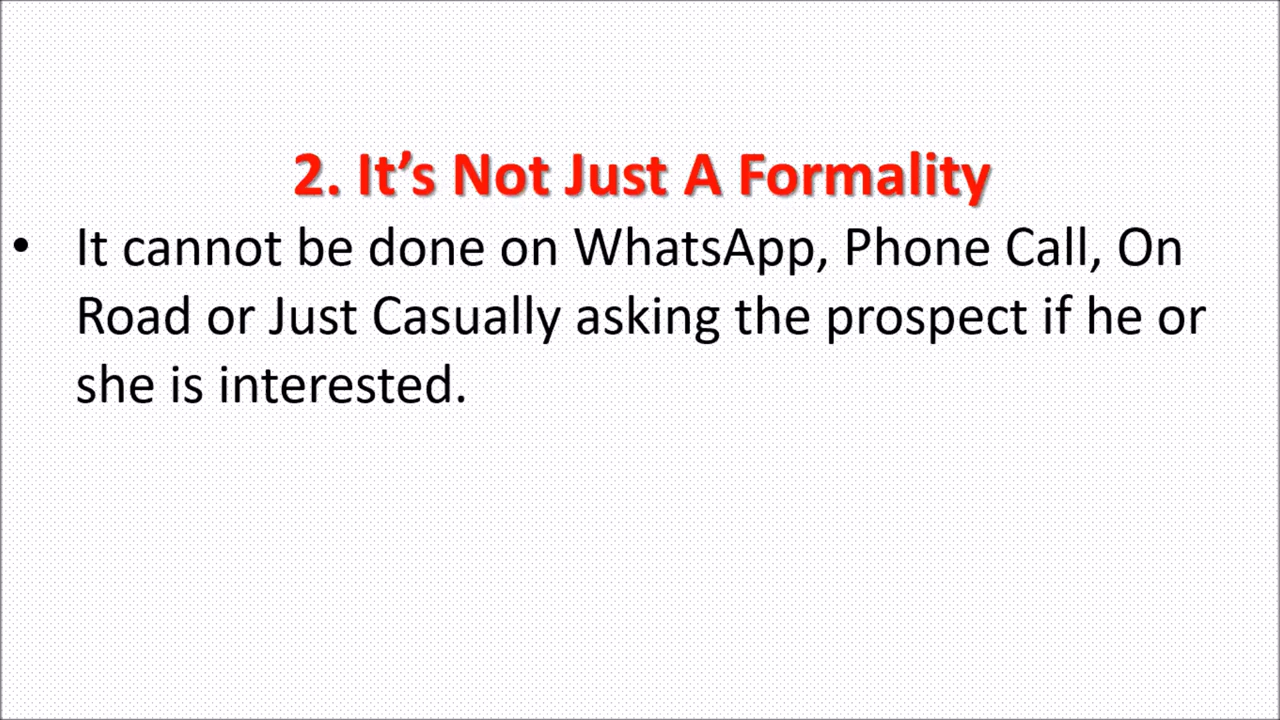 2. It’s Not Just A Formality
• It cannot be done on WhatsApp, Phone Call, On
Road or Just Casually asking the prospect if he or
she is interested.